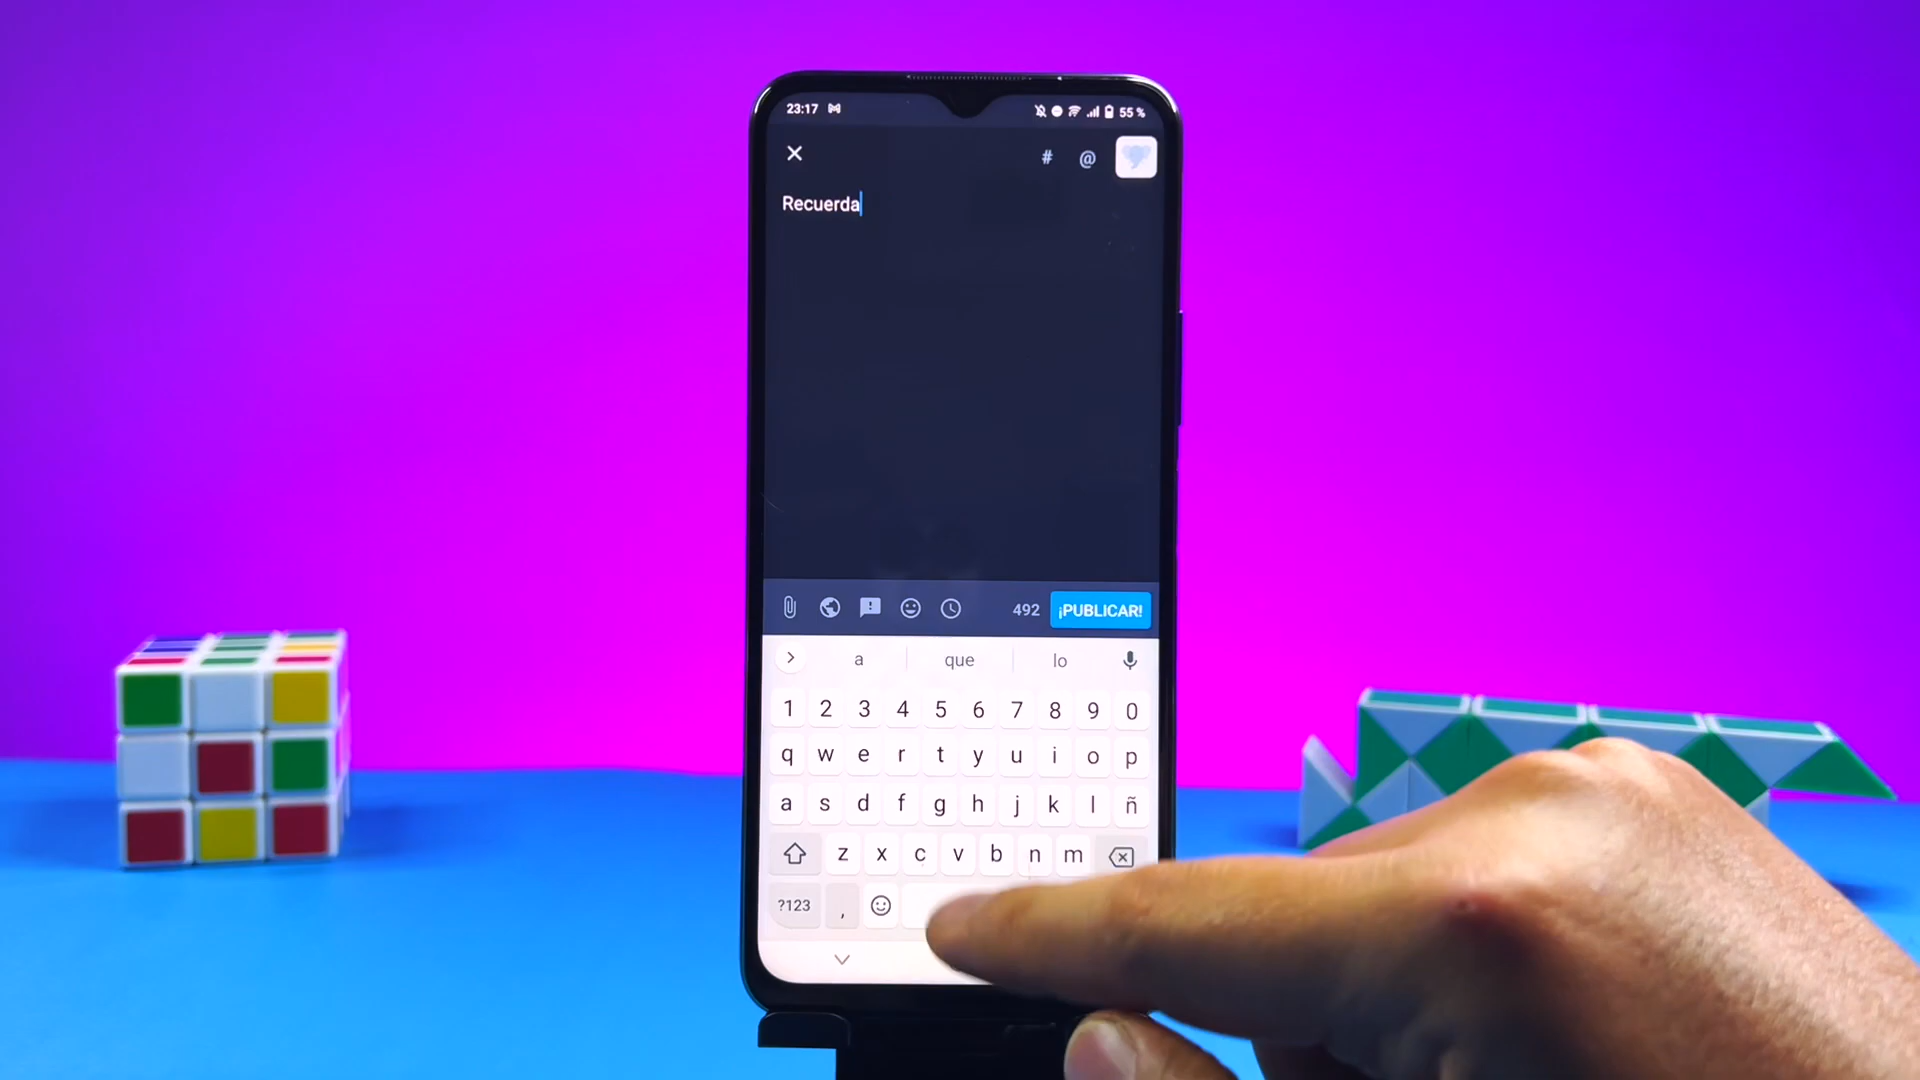 23:17 55 %
# @
Recuerda
492 ¡PUBLICAR!
a que lo
1 2 3 4 5 6 7 8 9 0
q w e r t y u i o p
a s d f g h j k l ñ
z x c v b n m
?123 ,